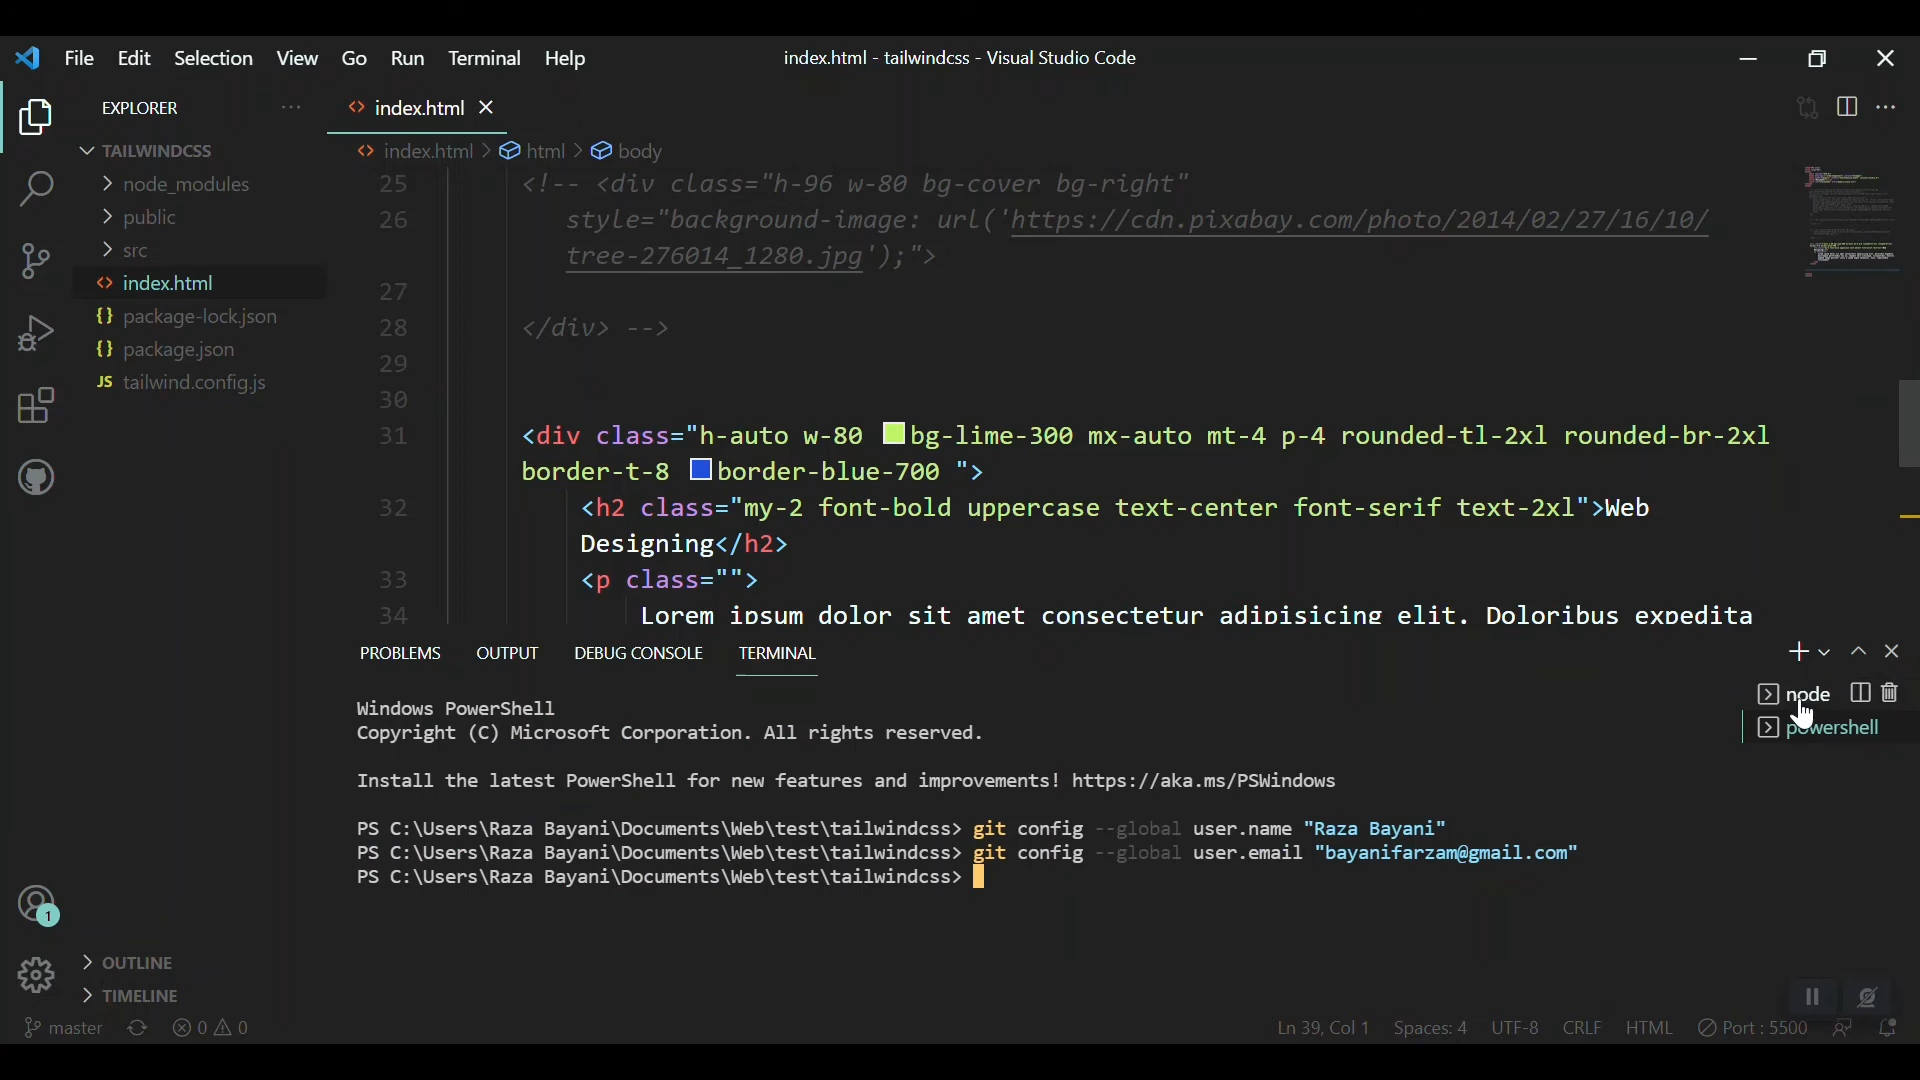 File Edit Selection View Go Run Terminal Help index.html - tailwindcss - Visual Studio Code
EXPLORER
TAILWINDCSS
node_modules
public
src
index.html
package-lock.json
package.json
JS tailwind.config.js
OUTLINE
TIMELINE
index.html
index.html > html > body
25 <!-- <div class="h-96 w-80 bg-cover bg-right"
26 style="background-image: url('https://cdn.pixabay.com/photo/2014/02/27/16/10/
tree-276014_1280.jpg');">
27
28 </div> -->
29
30
31 <div class="h-auto w-80 bg-lime-300 mx-auto mt-4 p-4 rounded-tl-2xl rounded-br-2xl
border-t-8 border-blue-700 ">
32 <h2 class="my-2 font-bold uppercase text-center font-serif text-2xl">Web
Designing</h2>
33 <p class="">
34 Lorem ipsum dolor sit amet consectetur adipisicing elit. Doloribus expedita
PROBLEMS OUTPUT DEBUG CONSOLE TERMINAL
node
powershell
Windows PowerShell
Copyright (C) Microsoft Corporation. All rights reserved.
Install the latest PowerShell for new features and improvements! https://aka.ms/PSWindows
PS C:\Users\Raza Bayani\Documents\Web\test\tailwindcss> git config --global user.name "Raza Bayani"
PS C:\Users\Raza Bayani\Documents\Web\test\tailwindcss> git config --global user.email "bayanifarzam@gmail.com"
PS C:\Users\Raza Bayani\Documents\Web\test\tailwindcss>
1
master 0 0 Ln 39, Col 1 Spaces: 4 UTF-8 CRLF HTML Port : 5500